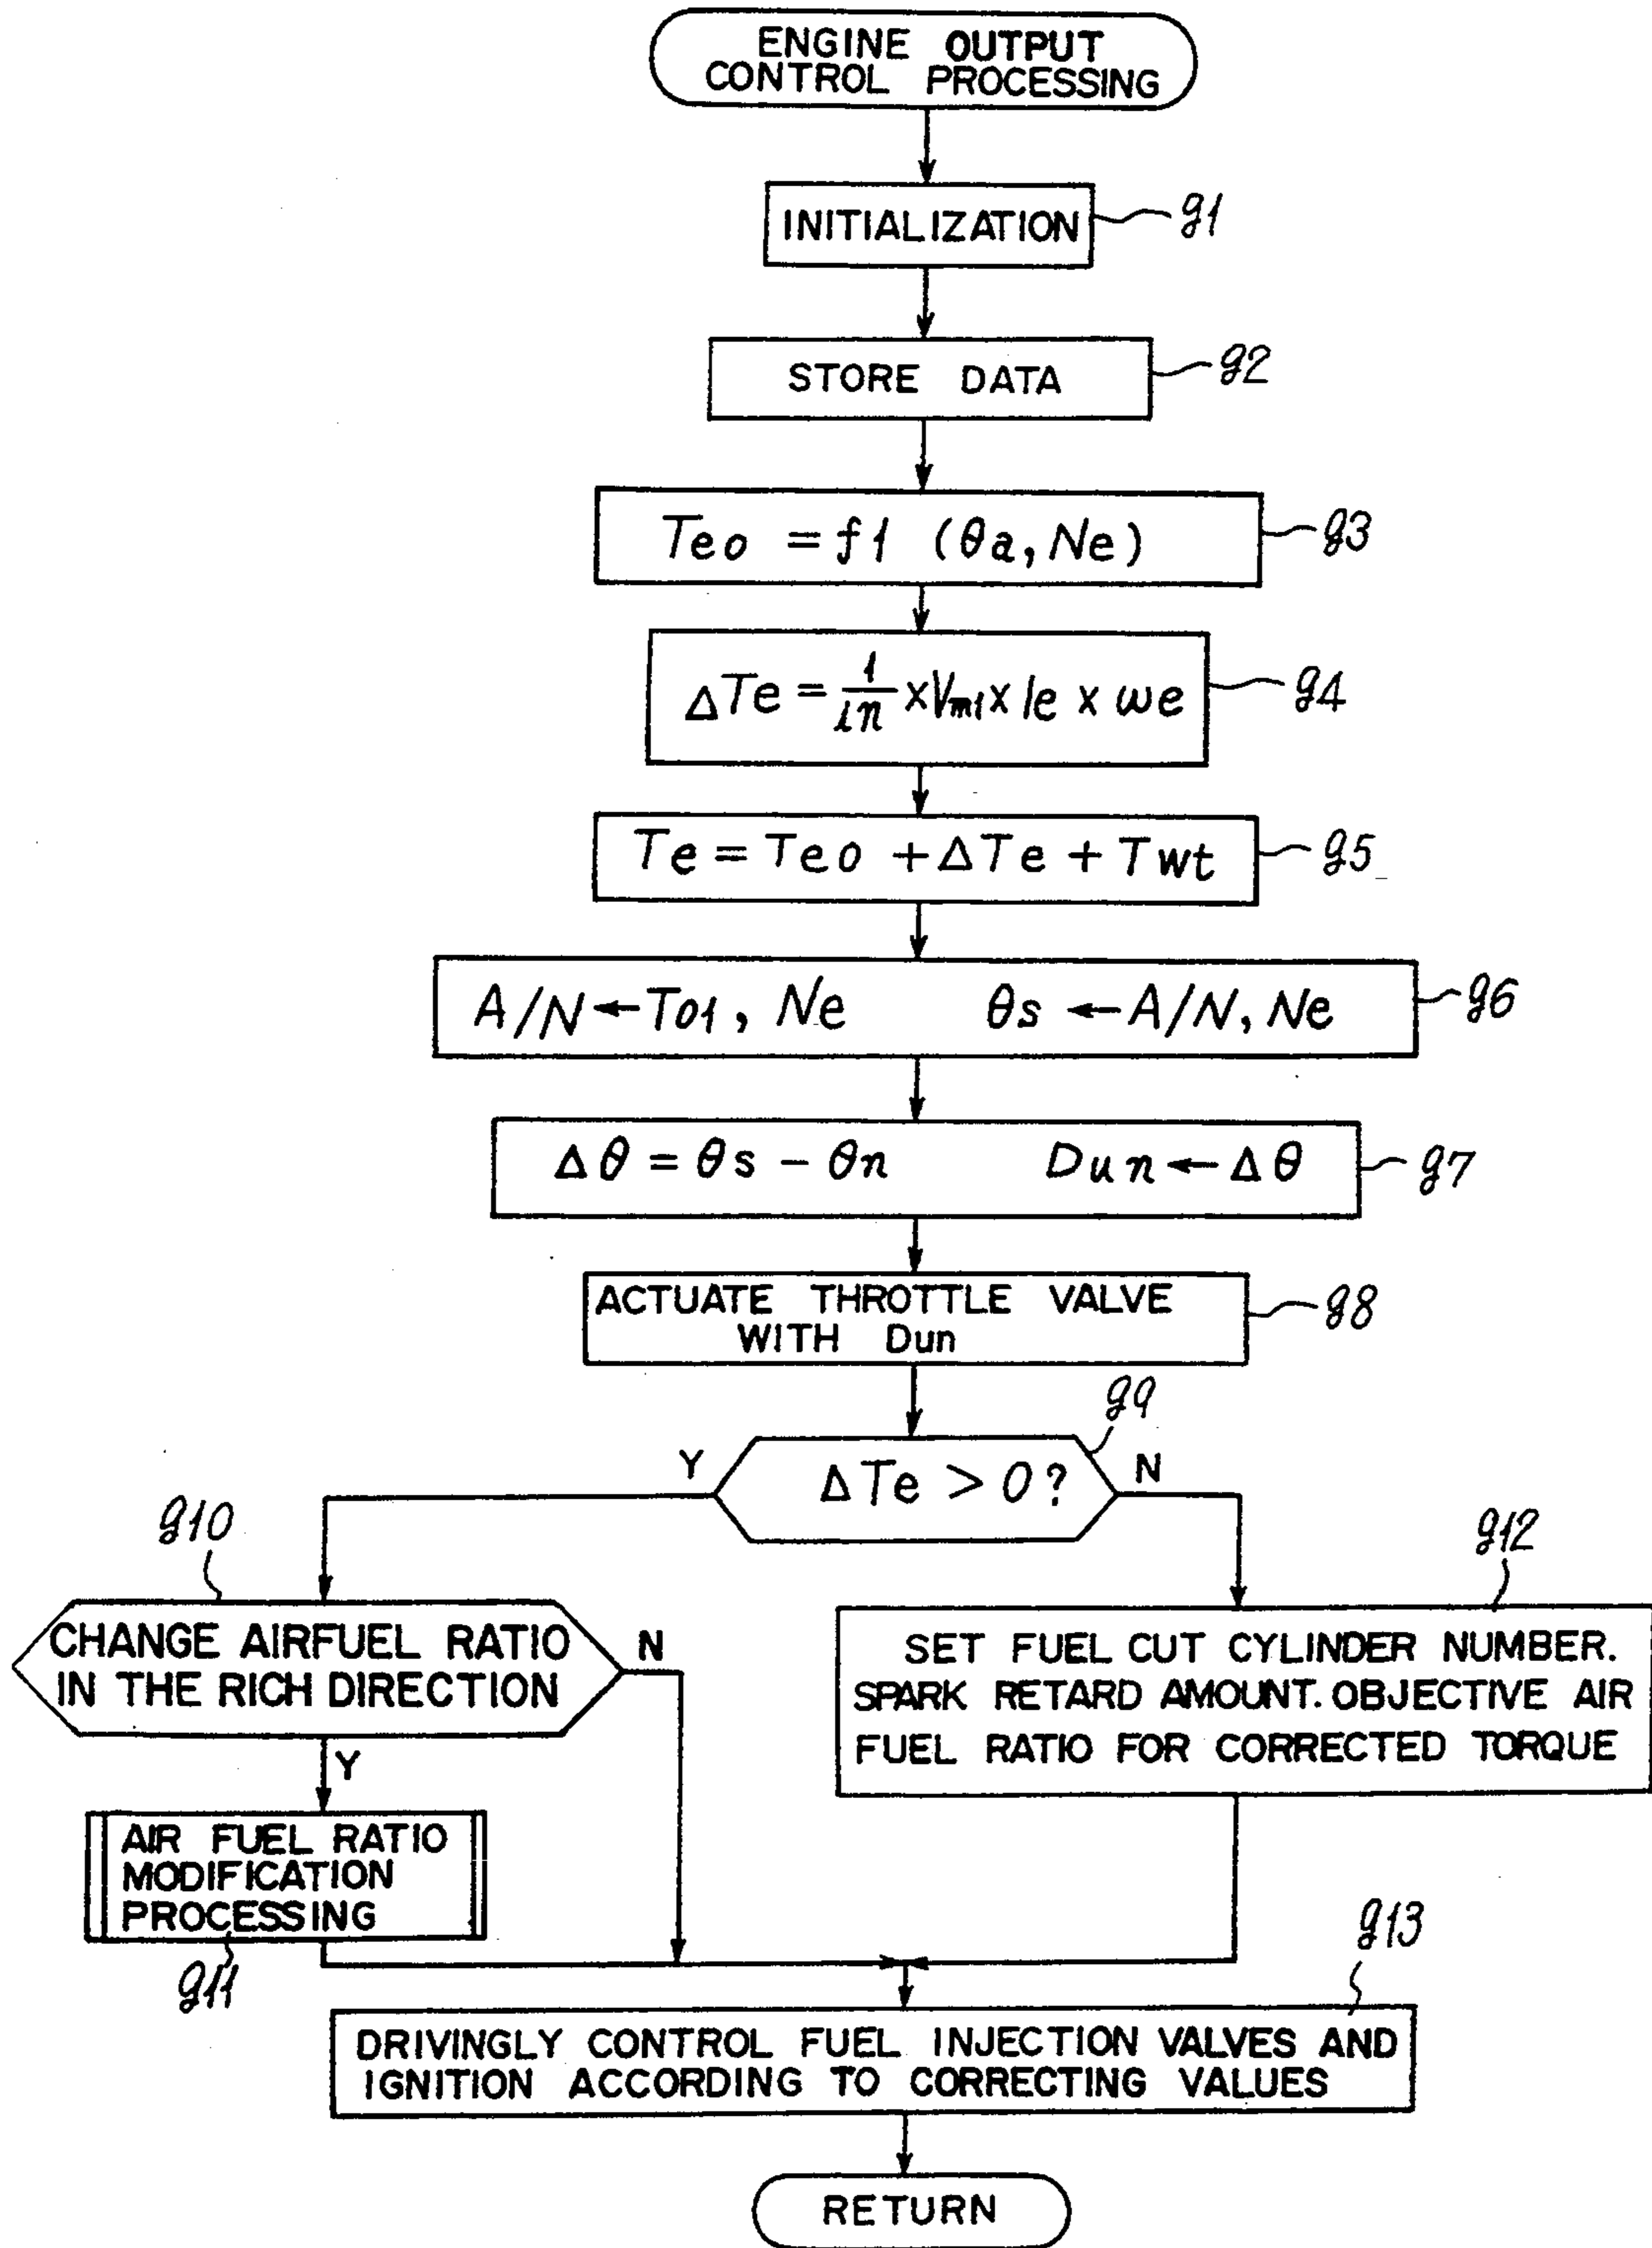 ENGINE OUTPUT
CONTROL PROCESSING
INITIALIZATION
g1
STORE DATA
g2
Teo = f1 (θa, Ne)
g3
ΔTe = 1/in × Vm1 × Ie × ωe
g4
Te = Teo + ΔTe + Twt
g5
A/N ← To1, Ne θs ← A/N, Ne
g6
Δθ = θs - θn Dun ← Δθ
g7
ACTUATE THROTTLE VALVE
WITH Dun
g8
g9
Y
ΔTe > 0?
N
g10
g12
CHANGE AIRFUEL RATIO
IN THE RICH DIRECTION
N
SET FUEL CUT CYLINDER NUMBER.
SPARK RETARD AMOUNT. OBJECTIVE AIR
FUEL RATIO FOR CORRECTED TORQUE
Y
AIR FUEL RATIO
MODIFICATION
PROCESSING
g11
g13
DRIVINGLY CONTROL FUEL INJECTION VALVES AND
IGNITION ACCORDING TO CORRECTING VALUES
RETURN